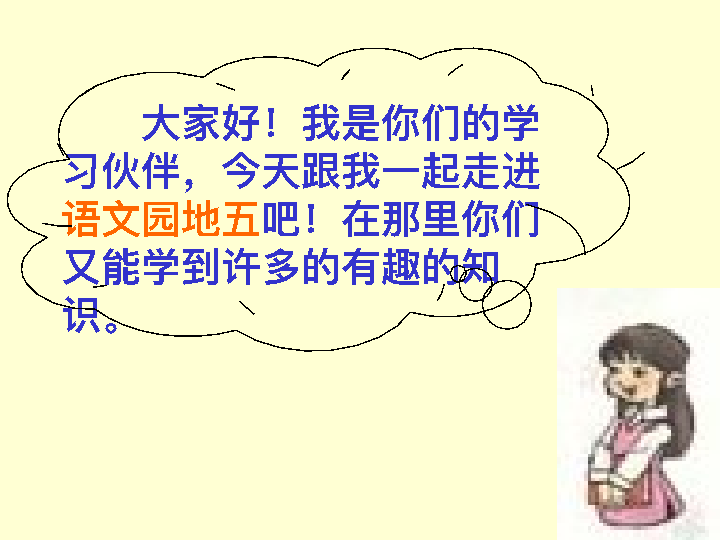 大家好！我是你们的学
习伙伴，今天跟我一起走进
语文园地五吧！在那里你们
又能学到许多的有趣的知
识。